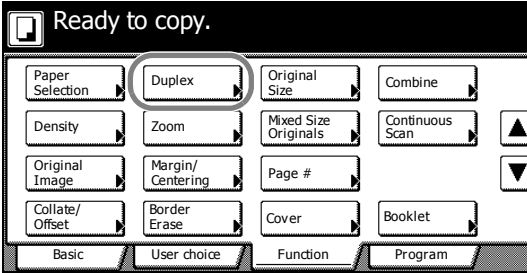 Ready to copy.
Paper
Selection
Duplex
Original
Size
Combine
Density
Zoom
Mixed Size
Originals
Continuous
Scan
Original
Image
Margin/
Centering
Page #
Collate/
Offset
Border
Erase
Cover
Booklet
Basic
User choice
Function
Program